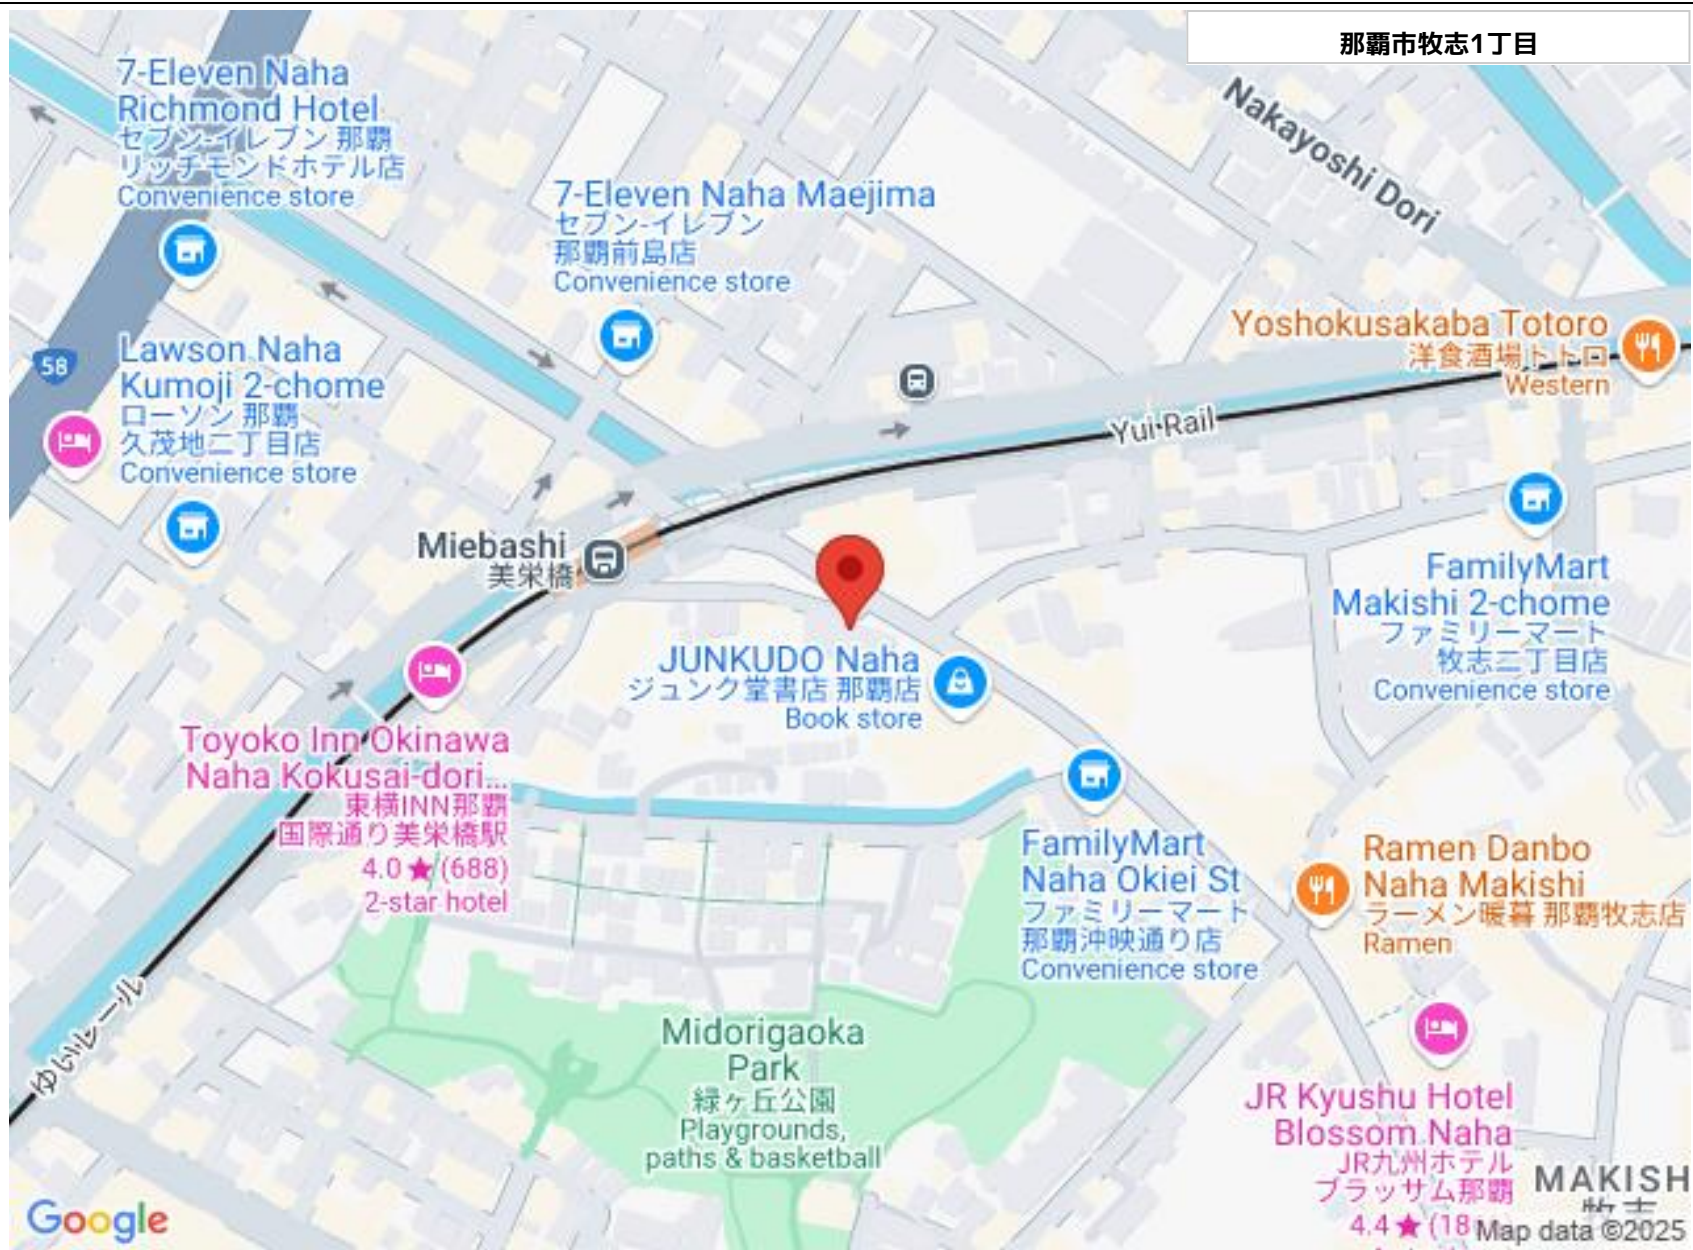 那覇市牧志1丁目
7-Eleven Naha
Richmond Hotel
セブン-イレブン 那覇
リッチモンドホテル店
Convenience store
Nakayoshi Dori
7-Eleven Naha Maejima
セブン-イレブン
那覇前島店
Convenience store
58
Lawson Naha
Kumoji 2-chome
ローソン 那覇
久茂地二丁目店
Convenience store
Yoshokusakaba Totoro
洋食酒場トトロ
Western
Yui Rail
Miebashi
美栄橋
FamilyMart
Makishi 2-chome
ファミリーマート
牧志二丁目店
Convenience store
JUNKUDO Naha
ジュンク堂書店 那覇店
Book store
Toyoko Inn Okinawa
Naha Kokusai-dori...
東横INN那覇
国際通り美栄橋駅
4.0★(688)
2-star hotel
FamilyMart
Naha Okiei St
ファミリーマート
那覇沖映通り店
Convenience store
Ramen Danbo
Naha Makishi
ラーメン暖暮 那覇牧志店
Ramen
ゆいレール
Midorigaoka
Park
緑ヶ丘公園
Playgrounds,
paths & basketball
JR Kyushu Hotel
Blossom Naha
JR九州ホテル
ブラッサム那覇
4.4★(18
MAKISH
牧志
Google
Map data ©2025